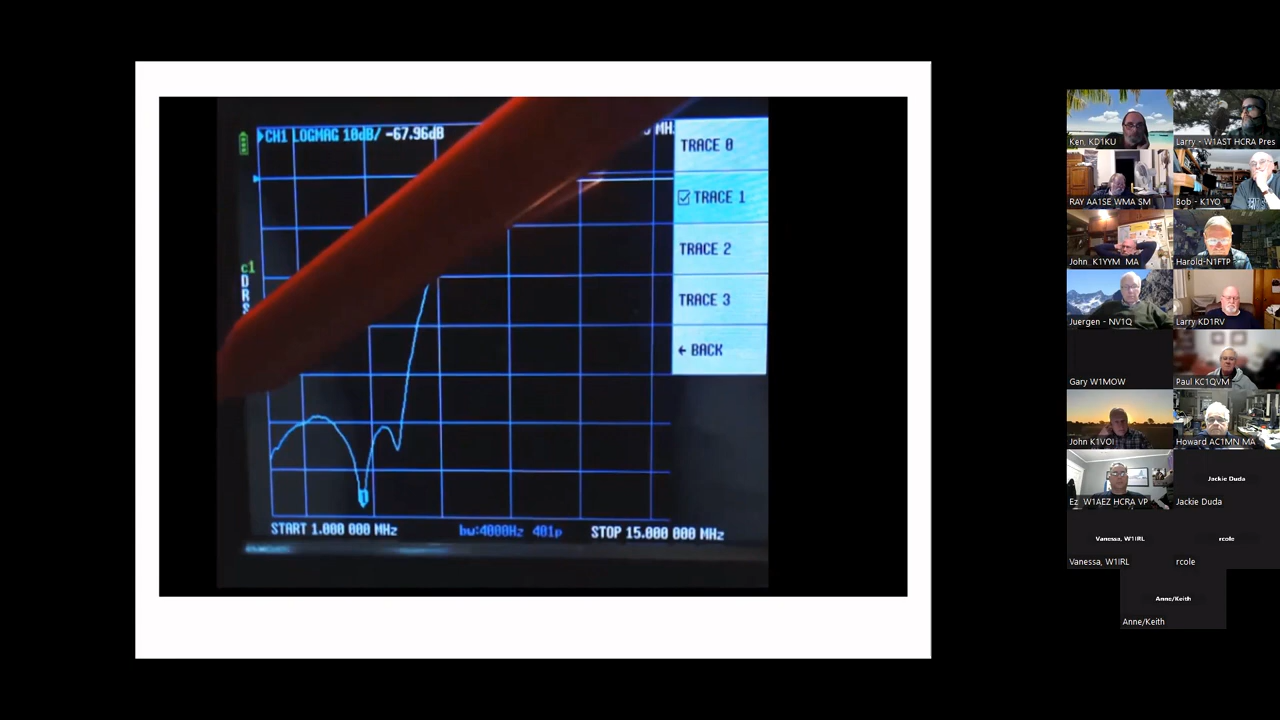 CH1 LOGMAG 10dB/ -67.96dB
MH
TRACE 0
TRACE 1
TRACE 2
TRACE 3
← BACK
c1
D
R
S
1
START 1.000 000 MHz
bw:4000Hz 401p
STOP 15.000 000 MHz
Ken, KD1KU
Larry - W1AST HCRA Pres
RAY AA1SE WMA SM
Bob - K1YO
John. K1YYM MA
Harold-N1FTP
Juergen - NV1Q
Larry KD1RV
Gary W1MOW
Paul KC1QVM
John K1VOI
Howard AC1MN MA
Ez W1AEZ HCRA VP
Jackie Duda
Jackie Duda
Vanessa, W1IRL
Vanessa, W1IRL
rcole
rcole
Anne/Keith
Anne/Keith